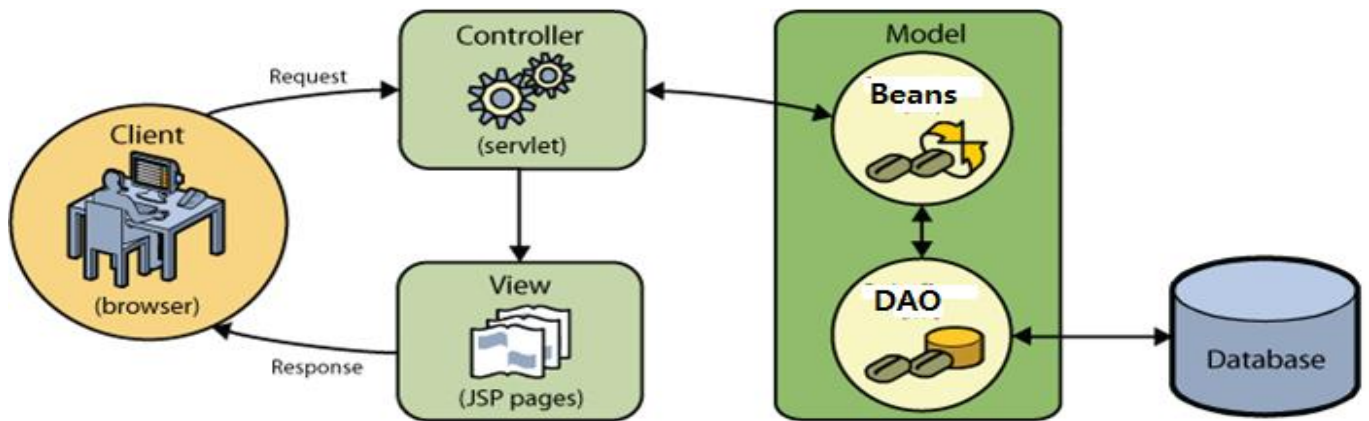 Controller
(servlet)
Model
Beans
Request
Client
(browser)
View
(JSP pages)
Response
DAO
Database